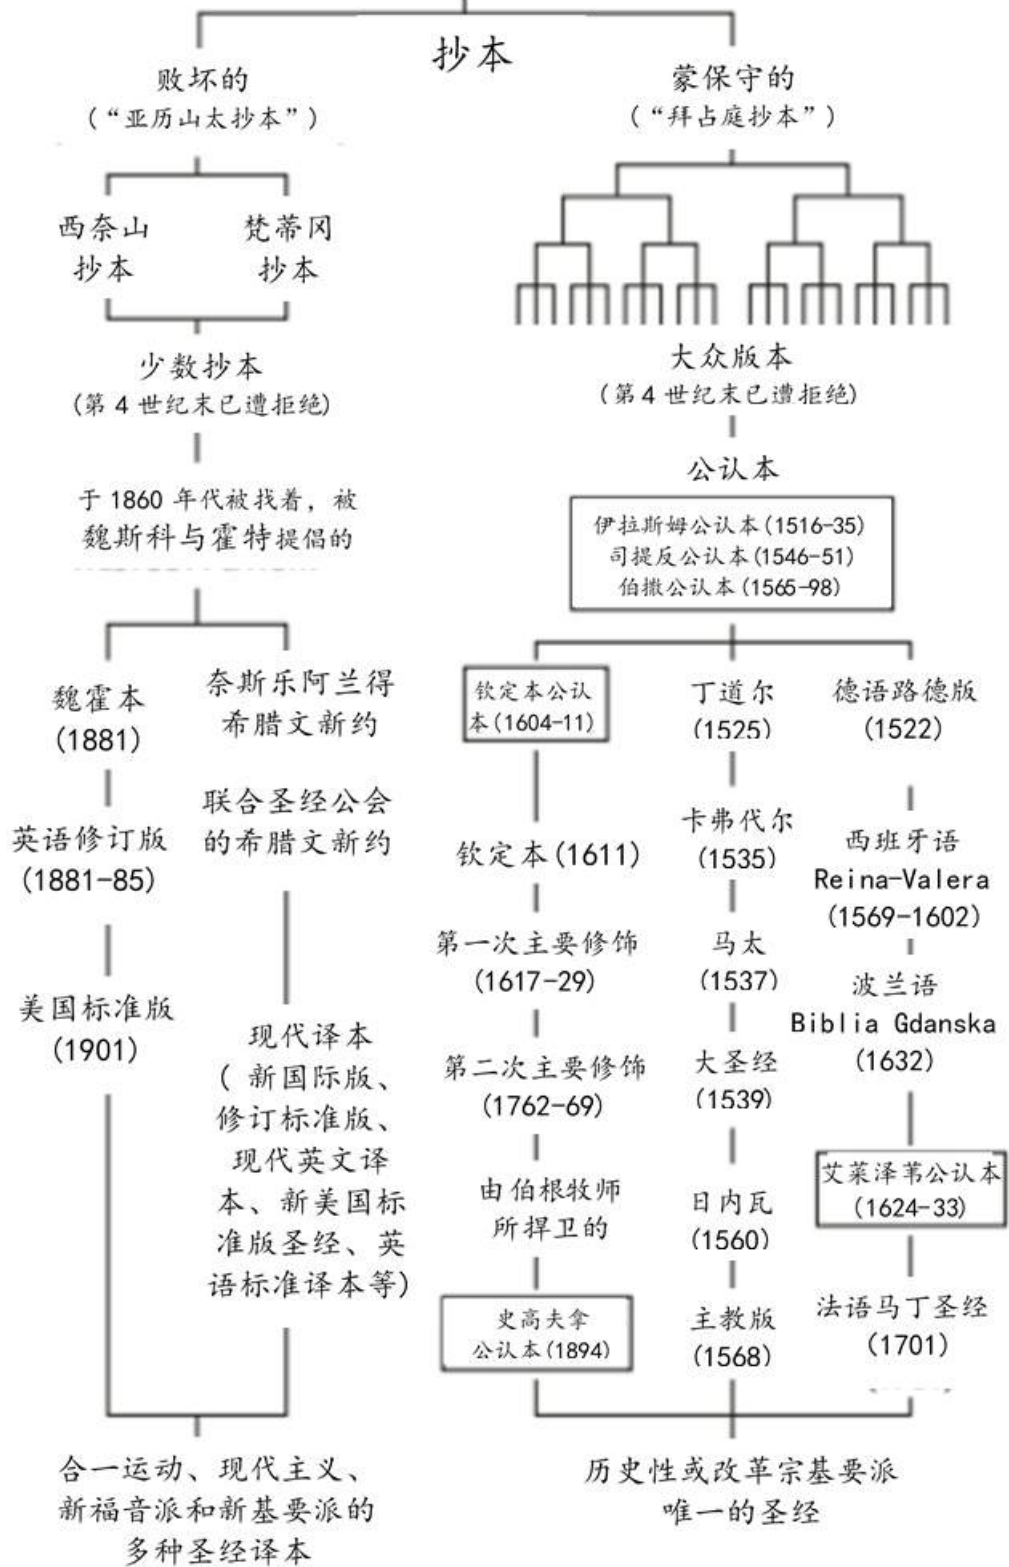 抄本
败坏的
(“亚历山太抄本”)
西奈山
抄本
梵蒂冈
抄本
少数抄本
(第4世纪末已遭拒绝)
于1860年代被找着，被
魏斯科与霍特提倡的
魏霍本
(1881)
英语修订版
(1881-85)
美国标准版
(1901)
奈斯乐阿兰得
希腊文新约
联合圣经公会
的希腊文新约
现代译本
( 新国际版、
修订标准版、
现代英文译
本、新美国标
准版圣经、英
语标准译本等)
合一运动、现代主义、
新福音派和新基要派的
多种圣经译本
蒙保守的
(“拜占庭抄本”)
大众版本
(第4世纪末已遭拒绝)
公认本
伊拉斯姆公认本(1516-35)
司提反公认本(1546-51)
伯撒公认本(1565-98)
钦定本公认
本(1604-11)
钦定本(1611)
第一次主要修饰
(1617-29)
第二次主要修饰
(1762-69)
由伯根牧师
所捍卫的
史高夫拿
公认本(1894)
丁道尔
(1525)
卡弗代尔
(1535)
马太
(1537)
大圣经
(1539)
日内瓦
(1560)
主教版
(1568)
德语路德版
(1522)
西班牙语
Reina-Valera
(1569-1602)
波兰语
Biblia Gdanska
(1632)
艾莱泽苇公认本
(1624-33)
法语马丁圣经
(1701)
历史性或改革宗基要派
唯一的圣经